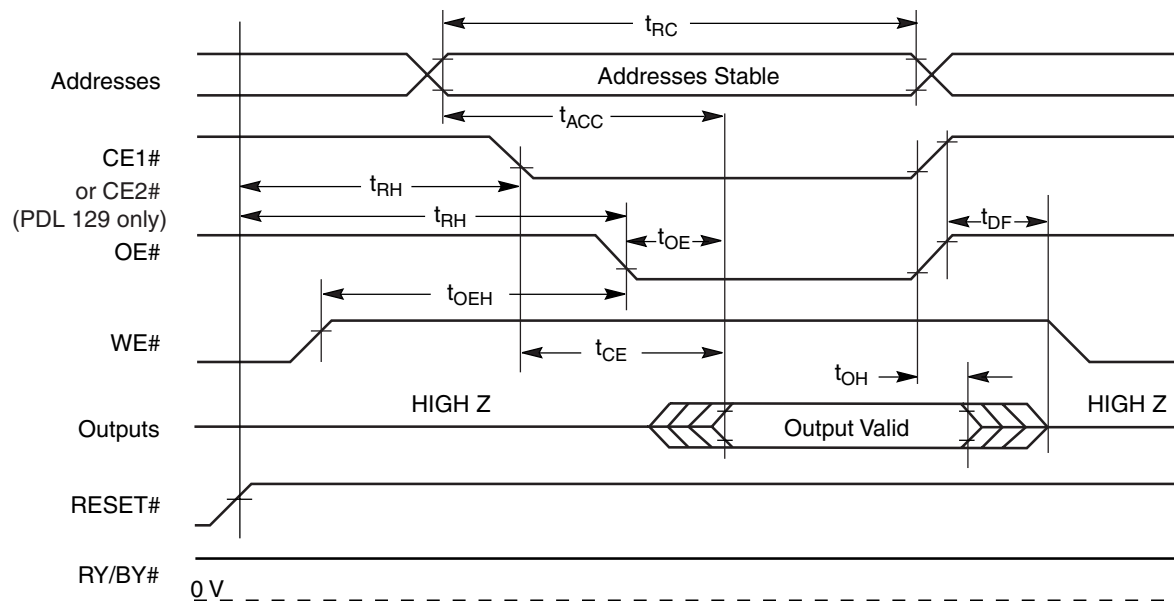 tRC
Addresses
Addresses Stable
tACC
CE1#
or CE2#
(PDL 129 only)
tRH
tRH
OE#
tOE
tDF
tOEH
WE#
tCE
tOH
HIGH Z
HIGH Z
Outputs
Output Valid
RESET#
RY/BY#
0 V